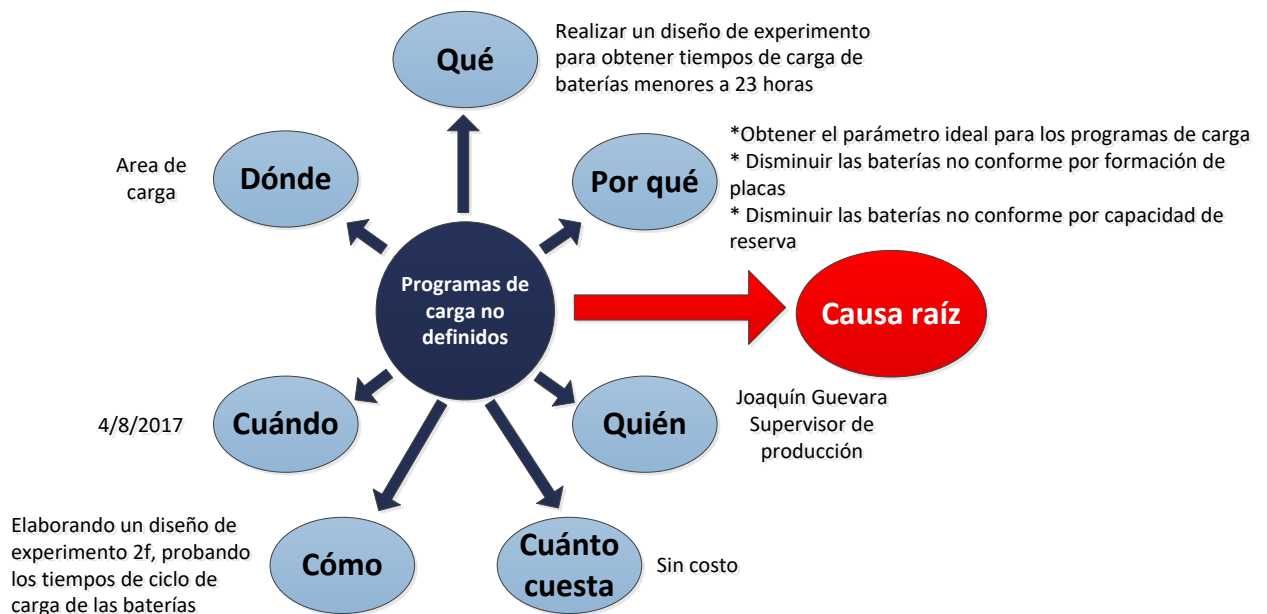 Qué
Realizar un diseño de experimento
para obtener tiempos de carga de
baterías menores a 23 horas
Area de
carga
Dónde
Por qué
*Obtener el parámetro ideal para los programas de carga
* Disminuir las baterías no conforme por formación de
placas
* Disminuir las baterías no conforme por capacidad de
reserva
Programas de
carga no
definidos
Causa raíz
4/8/2017
Cuándo
Quién
Joaquín Guevara
Supervisor de
producción
Elaborando un diseño de
experimento 2f, probando
los tiempos de ciclo de
carga de las baterías
Cómo
Cuánto
cuesta
Sin costo